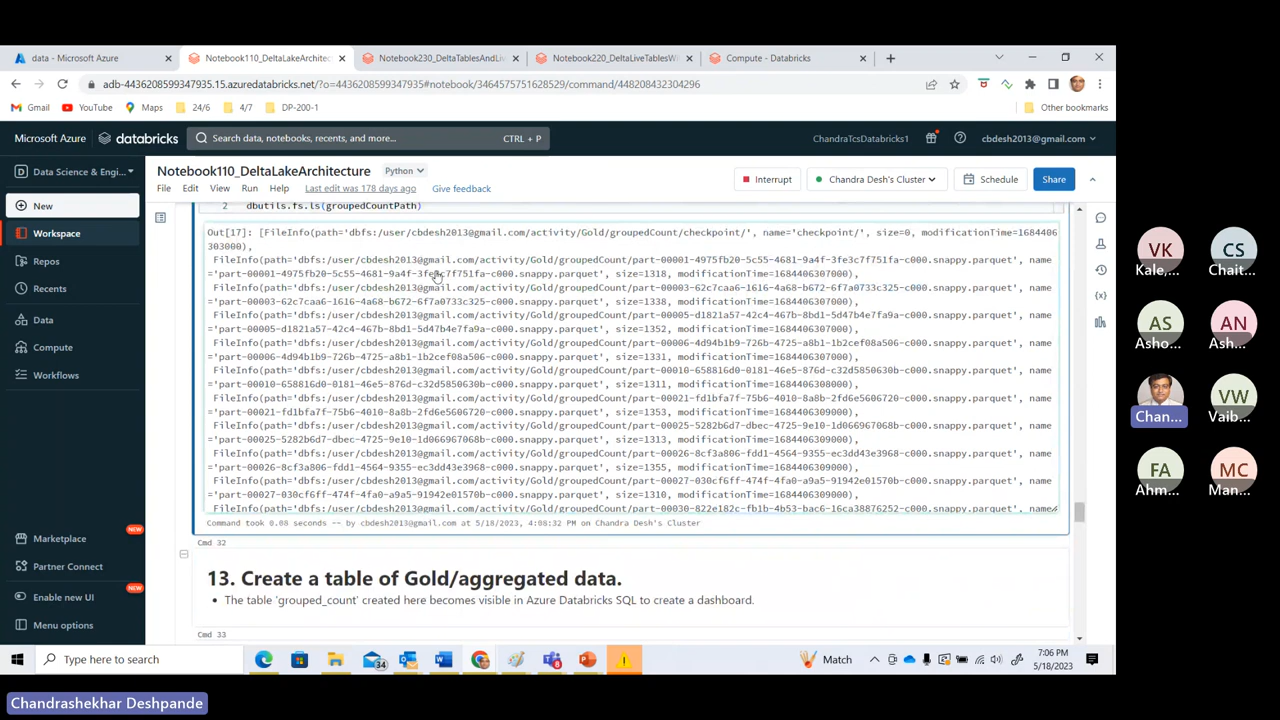 data - Microsoft Azure
Notebook110_DeltaLakeArchitec
Notebook230_DeltaTablesAndLiv
Notebook220_DeltaLiveTablesWi
Compute - Databricks
adb-4436208599347937.15.azuredatabricks.net/?o=4436208599347937#notebook/3464575751628529/command/448208432304296
Gmail
YouTube
Maps
24/6
4/7
DP-200-1
Other bookmarks
Microsoft Azure
databricks
Search data, notebooks, recents, and more...
CTRL + P
ChandraTcsDatabricks1
cbdesh2013@gmail.com
Data Science & Engi...
Notebook110_DeltaLakeArchitecture
Python
File
Edit
View
Run
Help
Last edit was 178 days ago
Give feedback
Interrupt
Chandra Desh's Cluster
Schedule
Share
New
Workspace
Repos
Recents
Data
Compute
Workflows
Marketplace
NEW
Partner Connect
Enable new UI
NEW
Menu options
2 dbutils.fs.ls(groupedCountPath)
Out[17]: [FileInfo(path='dbfs:/user/cbdesh2013@gmail.com/activity/Gold/groupedCount/checkpoint/', name='checkpoint/', size=0, modificationTime=1684406
303000),
FileInfo(path='dbfs:/user/cbdesh2013@gmail.com/activity/Gold/groupedCount/part-00001-4975fb20-5c55-4681-9a4f-3fe3c7f751fa-c000.snappy.parquet', name
='part-00001-4975fb20-5c55-4681-9a4f-3fe3c7f751fa-c000.snappy.parquet', size=1318, modificationTime=1684406307000),
FileInfo(path='dbfs:/user/cbdesh2013@gmail.com/activity/Gold/groupedCount/part-00003-62c7caa6-1616-4a68-b672-6f7a0733c325-c000.snappy.parquet', name
='part-00003-62c7caa6-1616-4a68-b672-6f7a0733c325-c000.snappy.parquet', size=1338, modificationTime=1684406307000),
FileInfo(path='dbfs:/user/cbdesh2013@gmail.com/activity/Gold/groupedCount/part-00005-d1821a57-42c4-467b-8bd1-5d47b4e7fa9a-c000.snappy.parquet', name
='part-00005-d1821a57-42c4-467b-8bd1-5d47b4e7fa9a-c000.snappy.parquet', size=1352, modificationTime=1684406307000),
FileInfo(path='dbfs:/user/cbdesh2013@gmail.com/activity/Gold/groupedCount/part-00006-4d94b1b9-726b-4725-a8b1-1b2cef08a506-c000.snappy.parquet', name
='part-00006-4d94b1b9-726b-4725-a8b1-1b2cef08a506-c000.snappy.parquet', size=1331, modificationTime=1684406307000),
FileInfo(path='dbfs:/user/cbdesh2013@gmail.com/activity/Gold/groupedCount/part-00010-658816d0-0181-46e5-876d-c32d5850630b-c000.snappy.parquet', name
='part-00010-658816d0-0181-46e5-876d-c32d5850630b-c000.snappy.parquet', size=1311, modificationTime=1684406308000),
FileInfo(path='dbfs:/user/cbdesh2013@gmail.com/activity/Gold/groupedCount/part-00021-fd1bfa7f-75b6-4010-8a8b-2fd6e5606720-c000.snappy.parquet', name
='part-00021-fd1bfa7f-75b6-4010-8a8b-2fd6e5606720-c000.snappy.parquet', size=1353, modificationTime=1684406309000),
FileInfo(path='dbfs:/user/cbdesh2013@gmail.com/activity/Gold/groupedCount/part-00025-5282b6d7-dbec-4725-9e10-1d066967068b-c000.snappy.parquet', name
='part-00025-5282b6d7-dbec-4725-9e10-1d066967068b-c000.snappy.parquet', size=1313, modificationTime=1684406309000),
FileInfo(path='dbfs:/user/cbdesh2013@gmail.com/activity/Gold/groupedCount/part-00026-8cf3a806-fdd1-4564-9355-ec3dd43e3968-c000.snappy.parquet', name
='part-00026-8cf3a806-fdd1-4564-9355-ec3dd43e3968-c000.snappy.parquet', size=1355, modificationTime=1684406309000),
FileInfo(path='dbfs:/user/cbdesh2013@gmail.com/activity/Gold/groupedCount/part-00027-030cf6ff-474f-4fa0-a9a5-91942e01570b-c000.snappy.parquet', name
='part-00027-030cf6ff-474f-4fa0-a9a5-91942e01570b-c000.snappy.parquet', size=1310, modificationTime=1684406309000),
FileInfo(path='dbfs:/user/cbdesh2013@gmail.com/activity/Gold/groupedCount/part-00030-822e182c-fb1b-4b53-bac6-16ca38876252-c000.snappy.parquet', name
Command took 0.08 seconds -- by cbdesh2013@gmail.com at 5/18/2023, 4:08:32 PM on Chandra Desh's Cluster
Cmd 32
13. Create a table of Gold/aggregated data.
• The table 'grouped_count' created here becomes visible in Azure Databricks SQL to create a dashboard.
Cmd 33
VK
Kale,...
CS
Chait...
AS
Asho...
AN
Ash...
Chan...
VW
Vaib...
FA
Ahm...
MC
Man...
Type here to search
34
Match
7:06 PM
5/18/2023
Chandrashekhar Deshpande